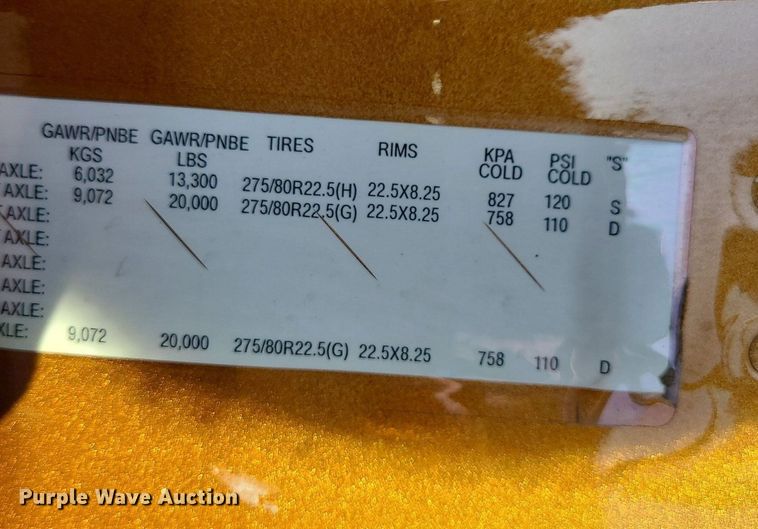 GAWR/PNBE GAWR/PNBE TIRES RIMS KPA PSI "S"
KGS LBS COLD COLD
AXLE: 6,032 13,300 275/80R22.5(H) 22.5X8.25 827 120 S
AXLE: 9,072 20,000 275/80R22.5(G) 22.5X8.25 758 110 D
AXLE:
AXLE:
AXLE:
AXLE:
XLE: 9,072 20,000 275/80R22.5(G) 22.5X8.25 758 110 D
Purple Wave Auction